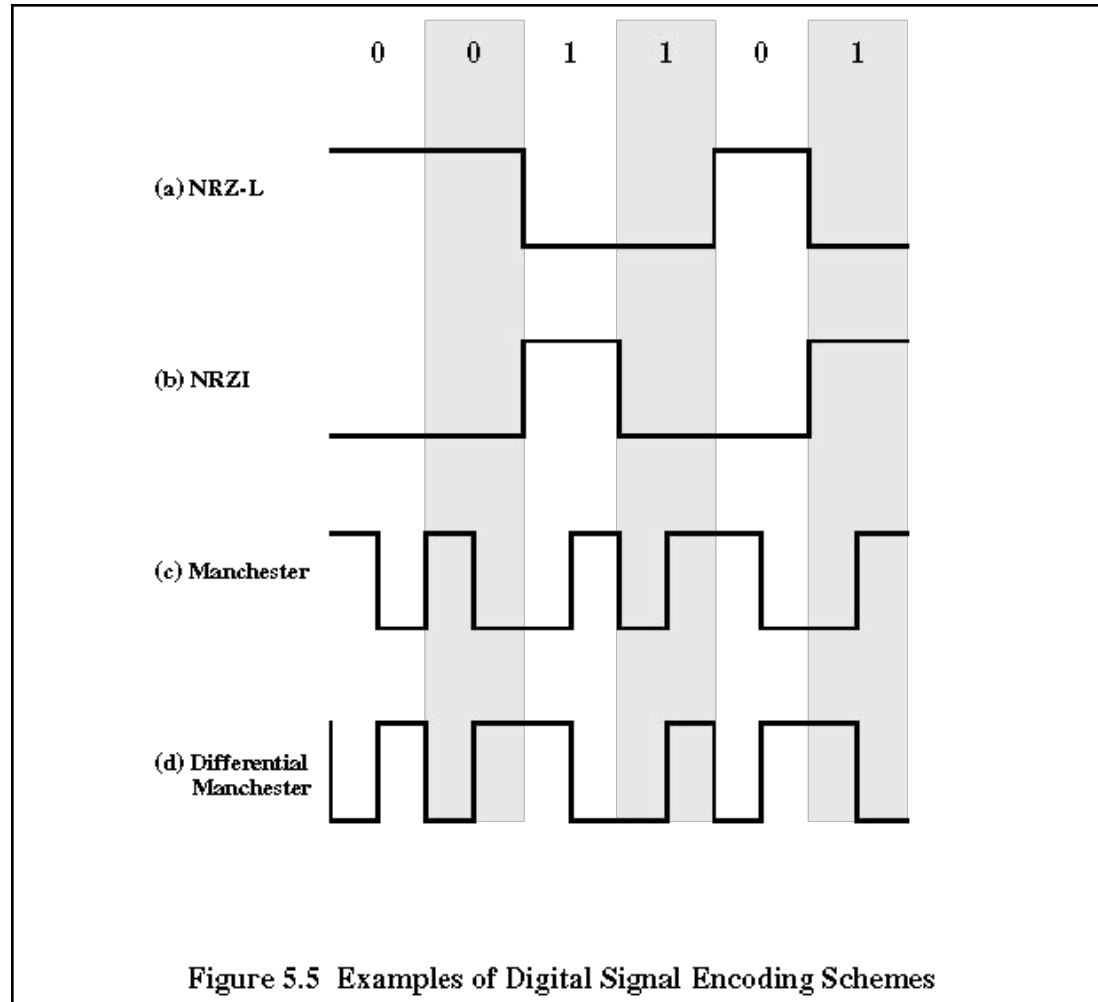 0 0 1 1 0 1
(a) NRZ-L
(b) NRZI
(c) Manchester
(d) Differential
Manchester
Figure 5.5 Examples of Digital Signal Encoding Schemes